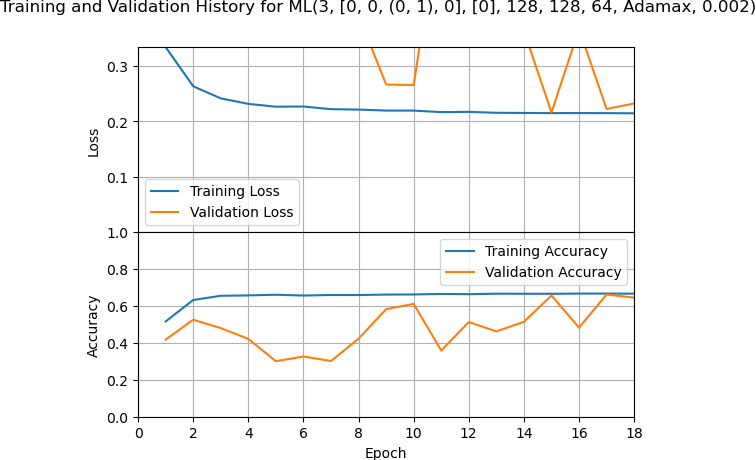 Training and Validation History for ML(3, [0, 0, (0, 1), 0], [0], 128, 128, 64, Adamax, 0.002)
0.3
0.2
0.1
Loss
Training Loss
Validation Loss
1.0
0.8
0.6
0.4
0.2
0.0
Accuracy
Training Accuracy
Validation Accuracy
0 2 4 6 8 10 12 14 16 18
Epoch